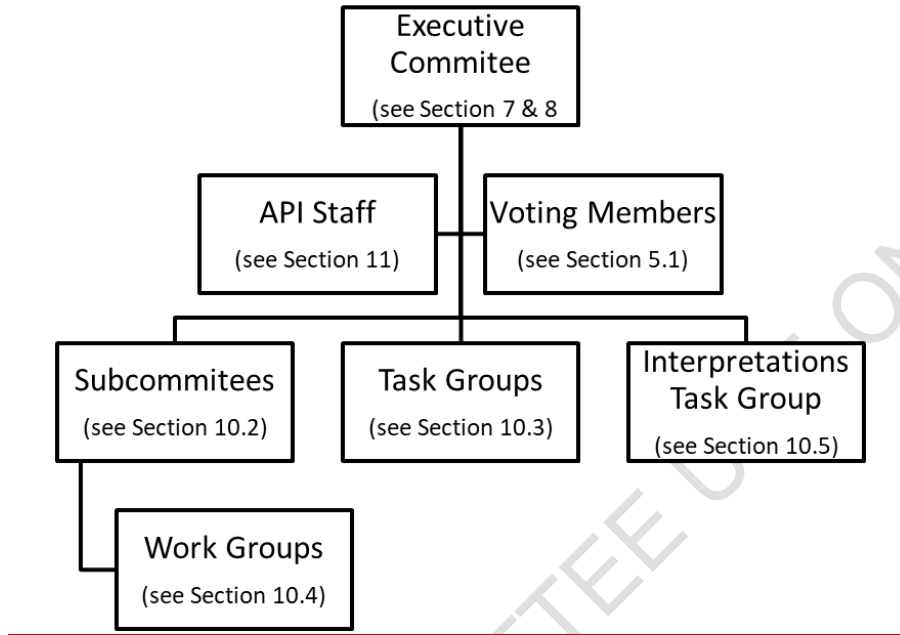 Executive
Commitee
(see Section 7 & 8
API Staff
(see Section 11)
Voting Members
(see Section 5.1)
Subcommitees
(see Section 10.2)
Task Groups
(see Section 10.3)
Interpretations
Task Group
(see Section 10.5)
Work Groups
(see Section 10.4)